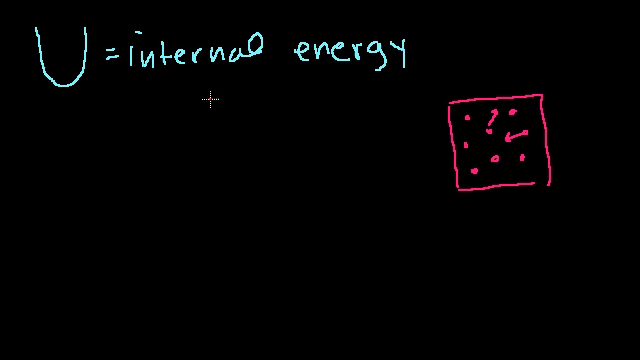 U = internal energy